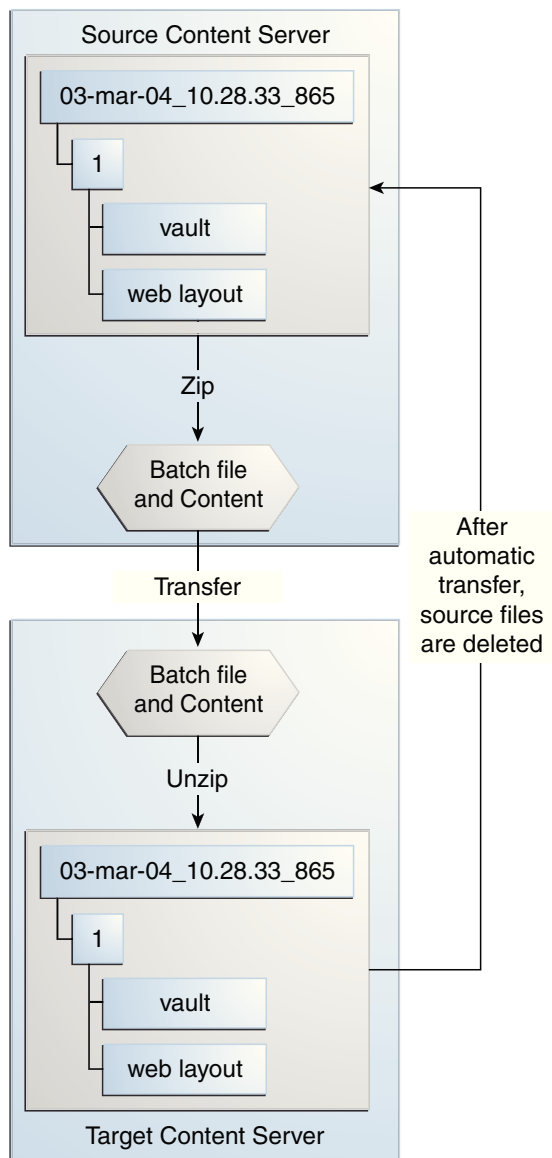 Source Content Server
03-mar-04_10.28.33_865
1
vault
web layout
Zip
Batch file
and Content
Transfer
After
automatic
transfer,
source files
are deleted
Batch file
and Content
Unzip
03-mar-04_10.28.33_865
1
vault
web layout
Target Content Server